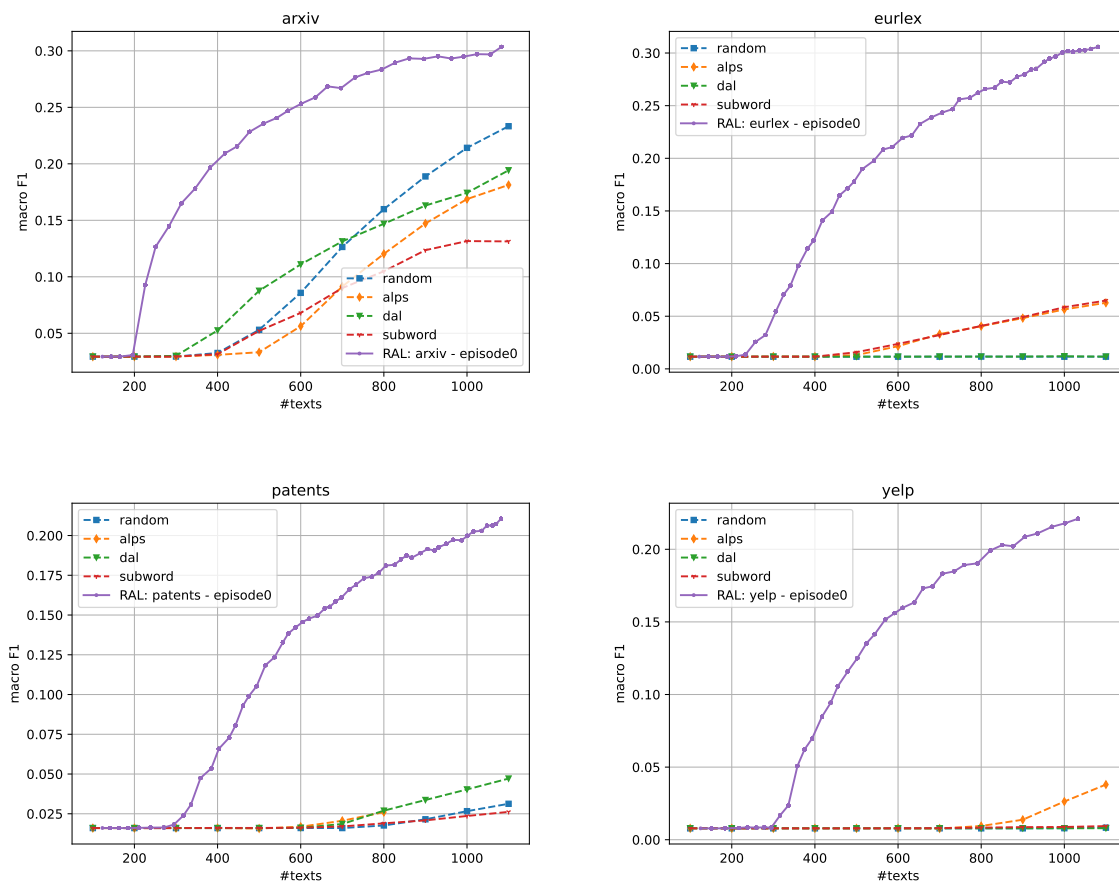 arxiv
0.30
0.25
0.20
0.15
0.10
0.05
macro F1
random
alps
dal
subword
RAL: arxiv - episode0
200 400 600 800 1000
#texts
eurlex
0.30
0.25
0.20
0.15
0.10
0.05
0.00
macro F1
random
alps
dal
subword
RAL: eurlex - episode0
200 400 600 800 1000
#texts
patents
0.200
0.175
0.150
0.125
0.100
0.075
0.050
0.025
macro F1
random
alps
dal
subword
RAL: patents - episode0
200 400 600 800 1000
#texts
yelp
0.20
0.15
0.10
0.05
0.00
macro F1
random
alps
dal
subword
RAL: yelp - episode0
200 400 600 800 1000
#texts